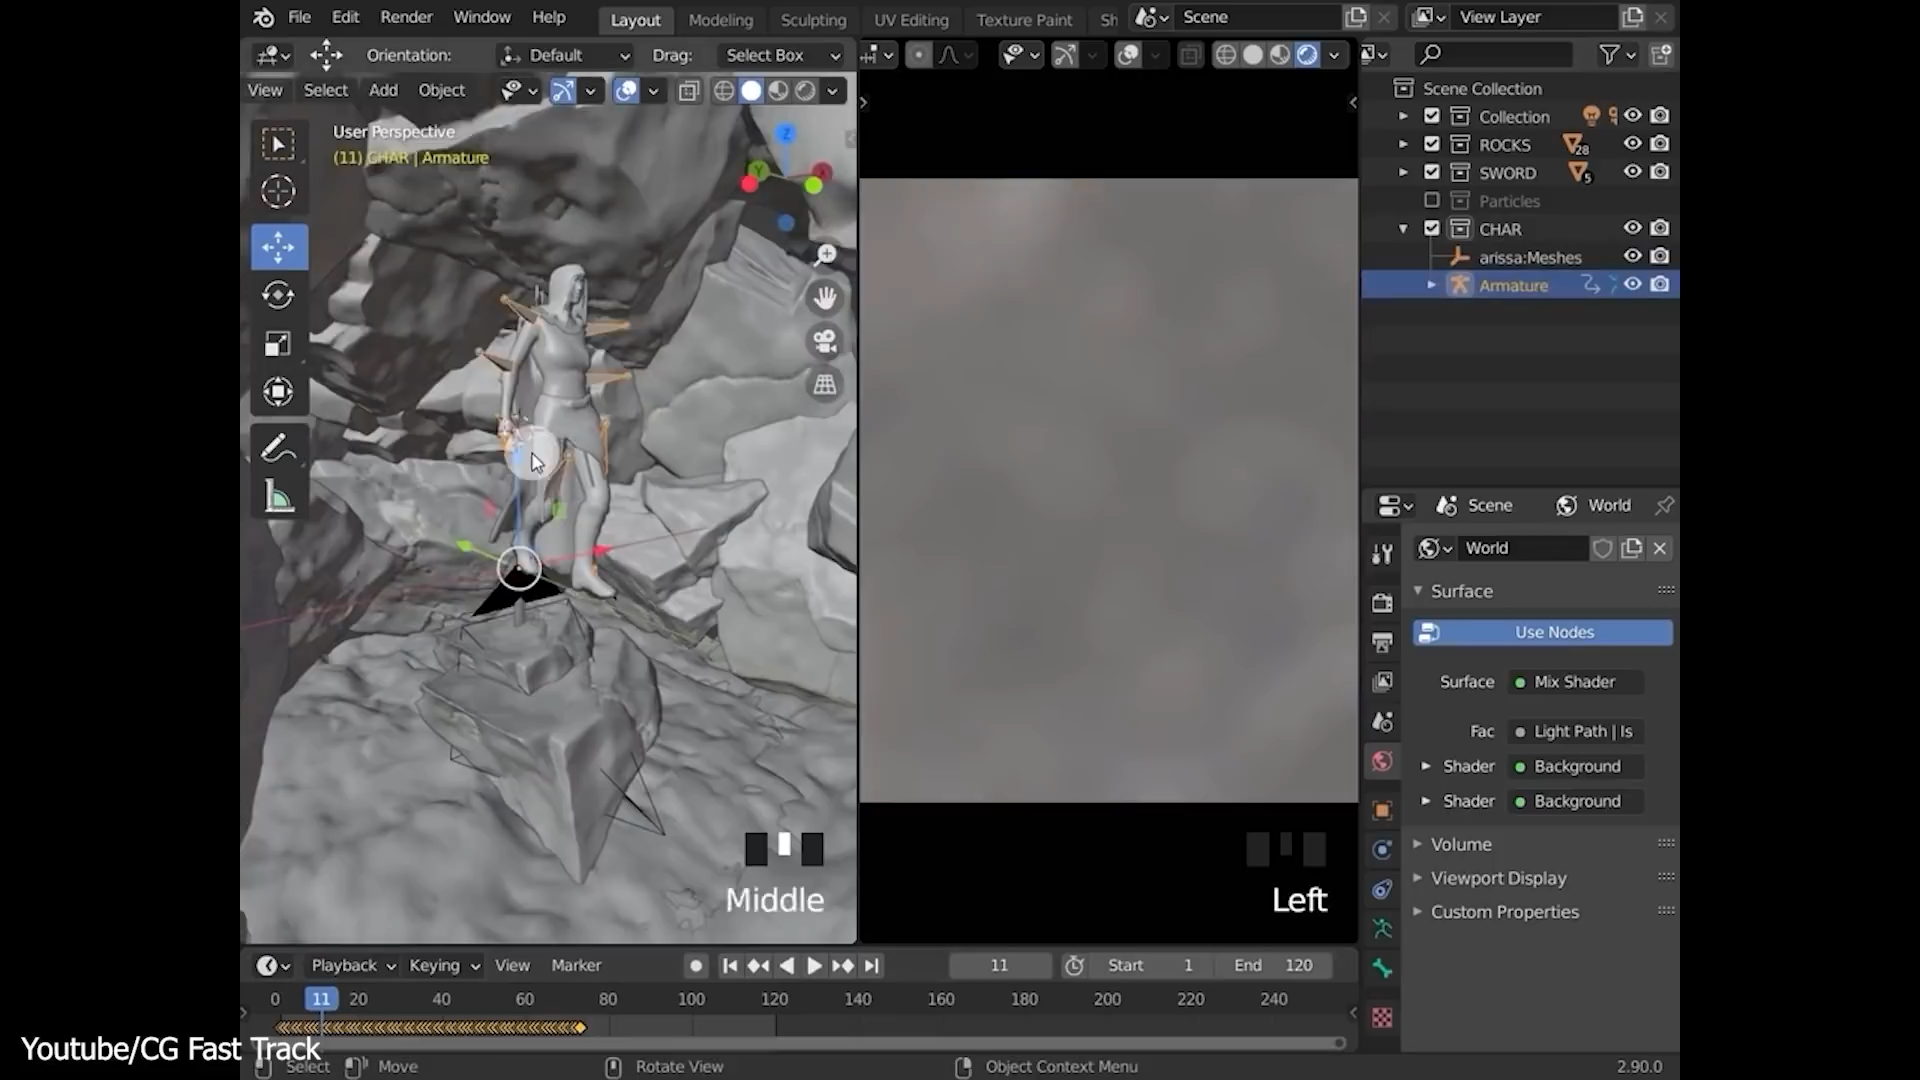 File Edit Render Window Help Layout Modeling Sculpting UV Editing Texture Paint Sh Scene View Layer
Orientation: Default Drag: Select Box
View Select Add Object
User Perspective
(11) CHAR | Armature
Z
Y
X
Scene Collection
Collection
ROCKS 28
SWORD 5
Particles
CHAR
arissa:Meshes
Armature
Scene World
World
Surface
Use Nodes
Surface Mix Shader
Fac Light Path | Is
Shader Background
Shader Background
Volume
Viewport Display
Custom Properties
Middle
Left
Playback Keying View Marker 11 Start 1 End 120
0 11 20 40 60 80 100 120 140 160 180 200 220 240
Youtube/CG Fast Track
Select Move Rotate View Object Context Menu 2.90.0